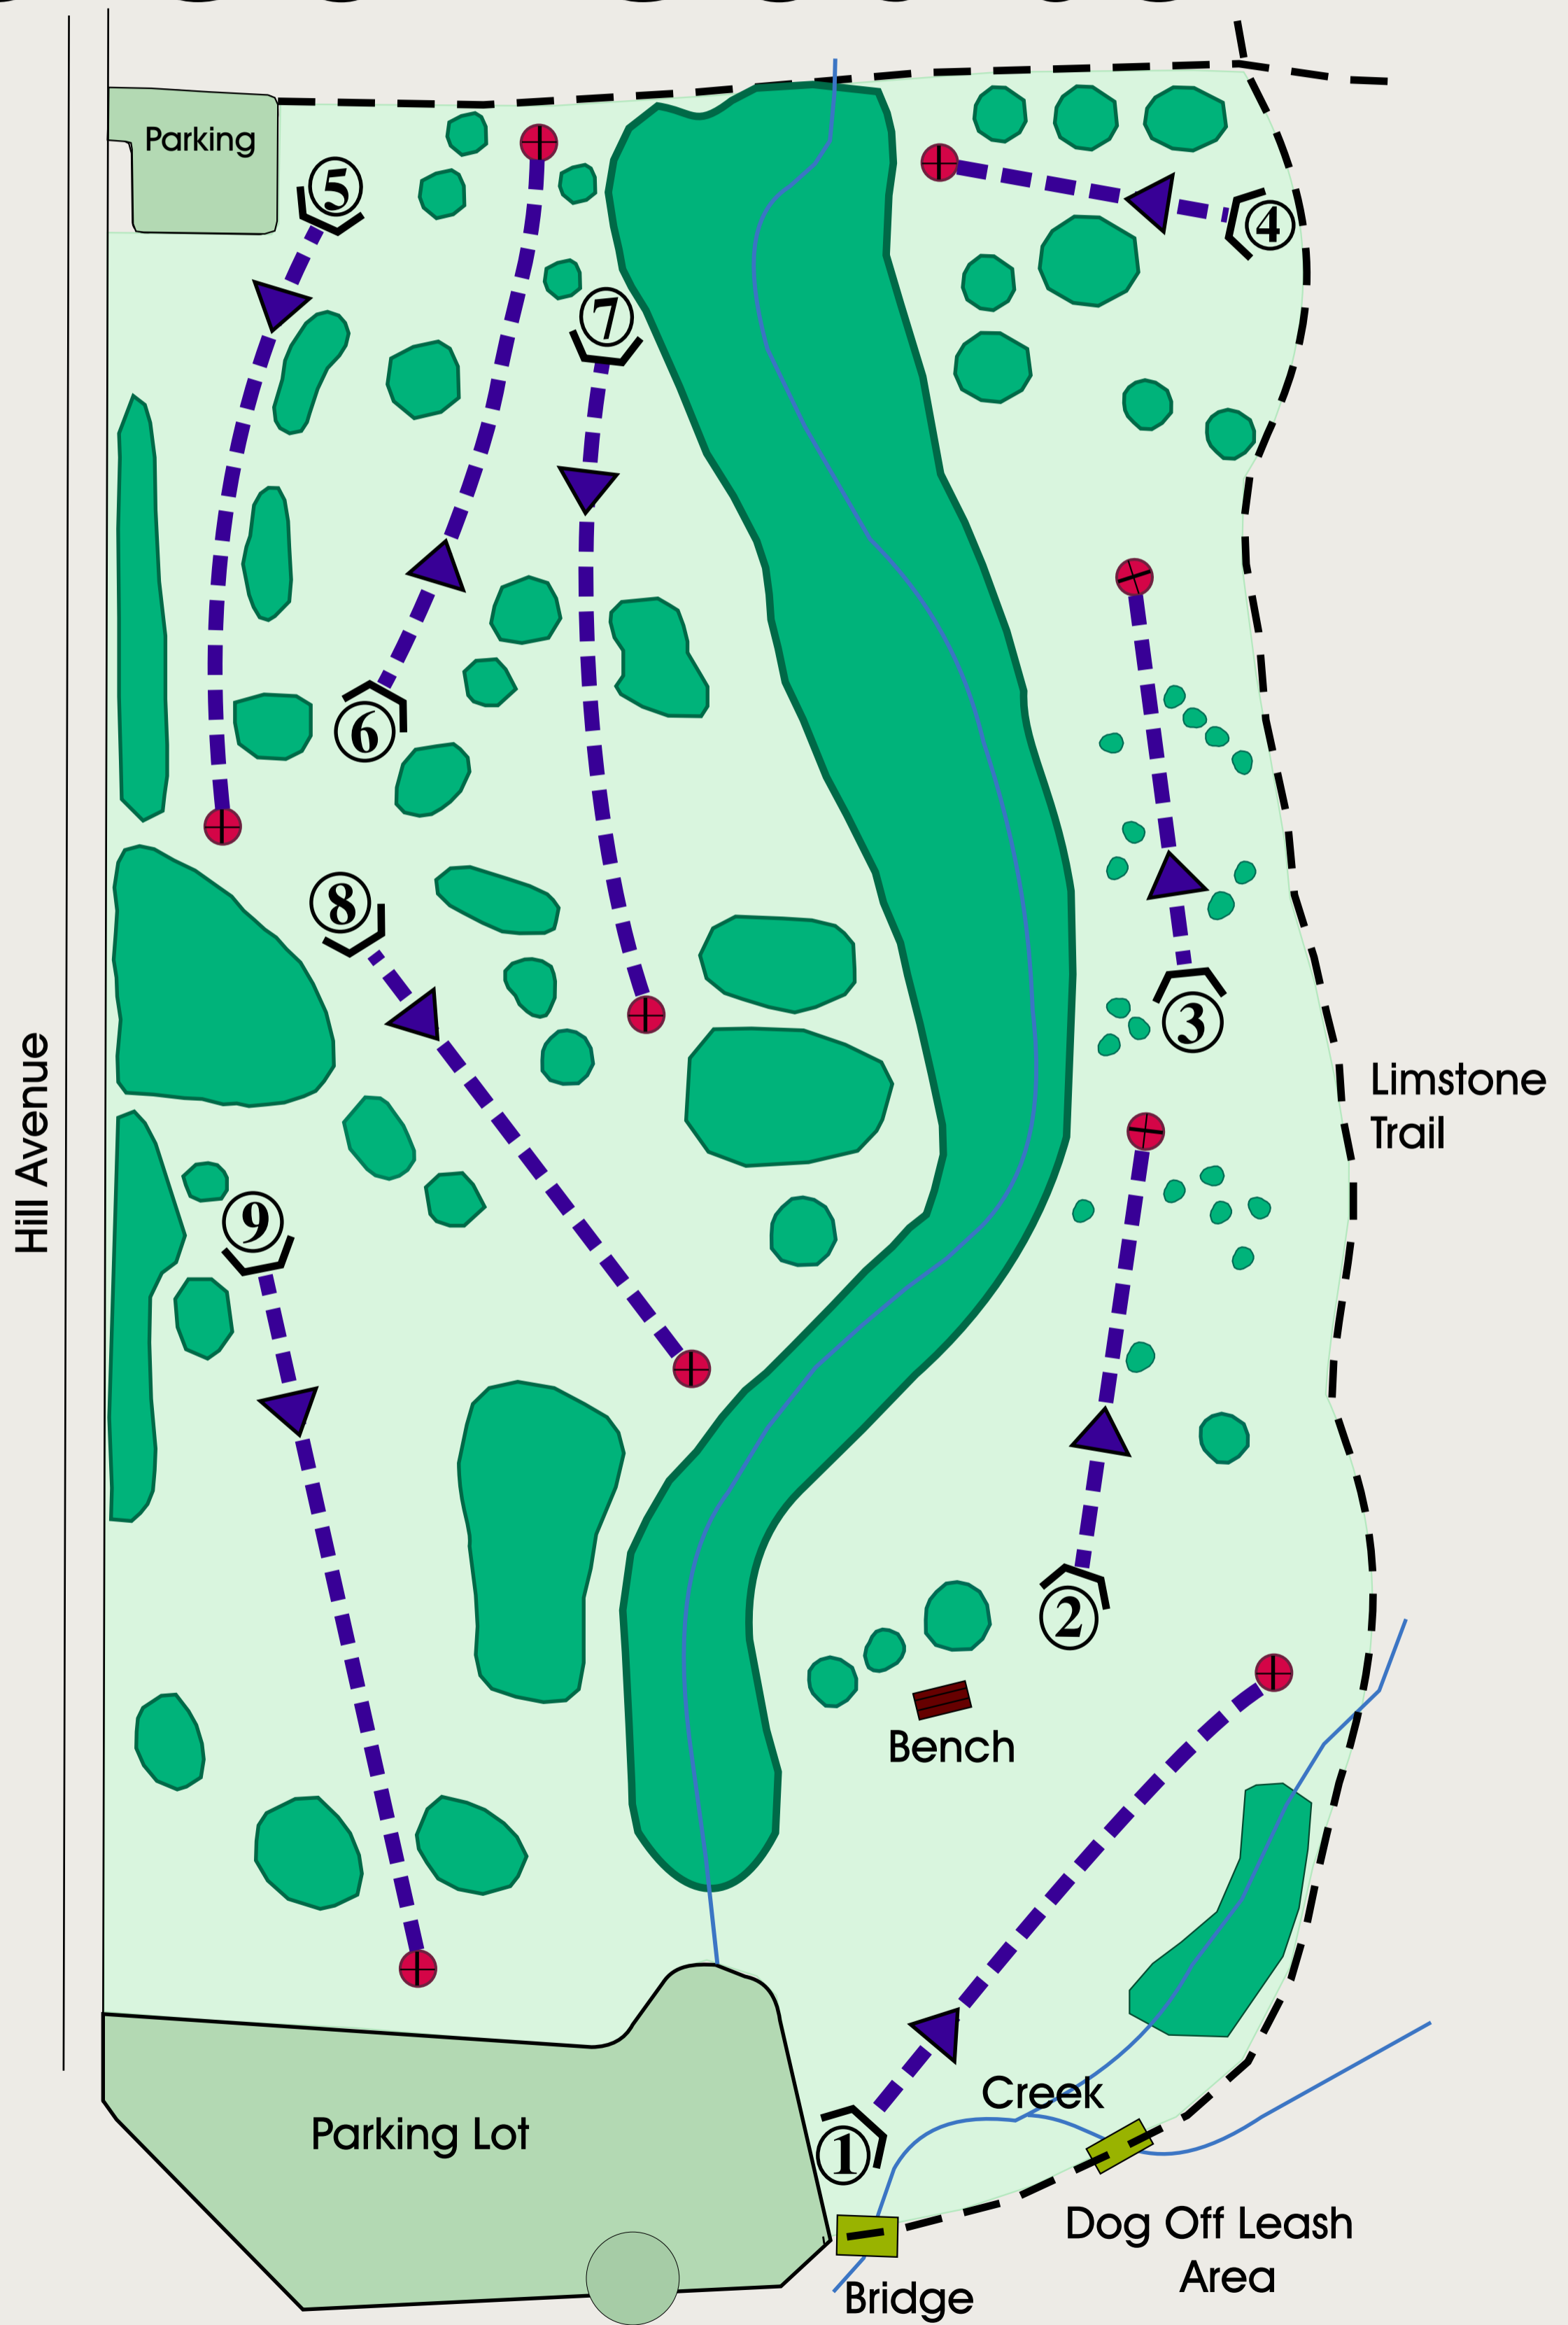 Parking
5
4
7
6
8
3
Limstone
Trail
Hill Avenue
9
2
Bench
Creek
Parking Lot
1
Dog Off Leash
Area
Bridge